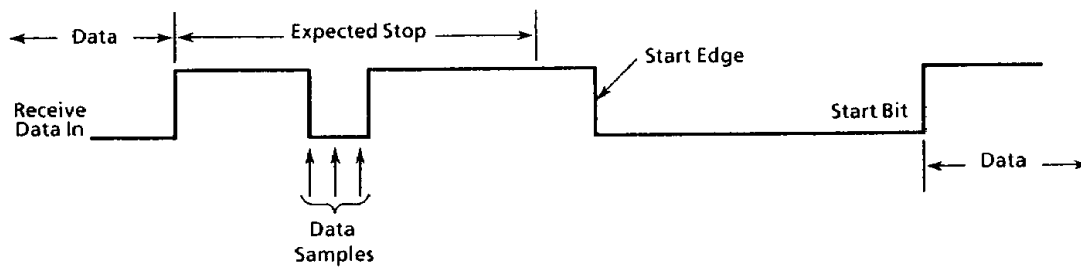 Data
Expected Stop
Start Edge
Receive
Data In
Start Bit
Data
Data
Samples